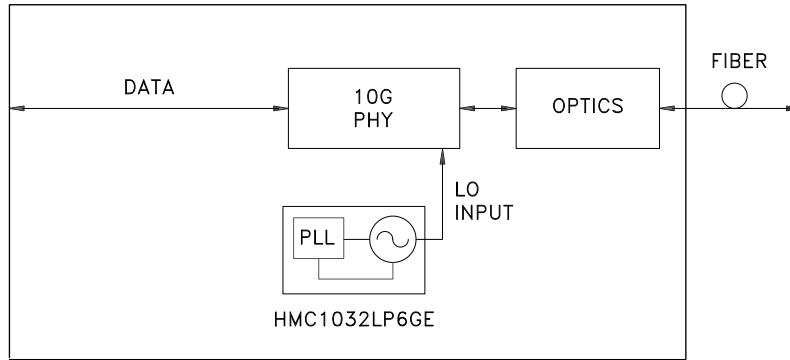 DATA
10G
PHY
OPTICS
FIBER
LO
INPUT
PLL
HMC1032LP6GE